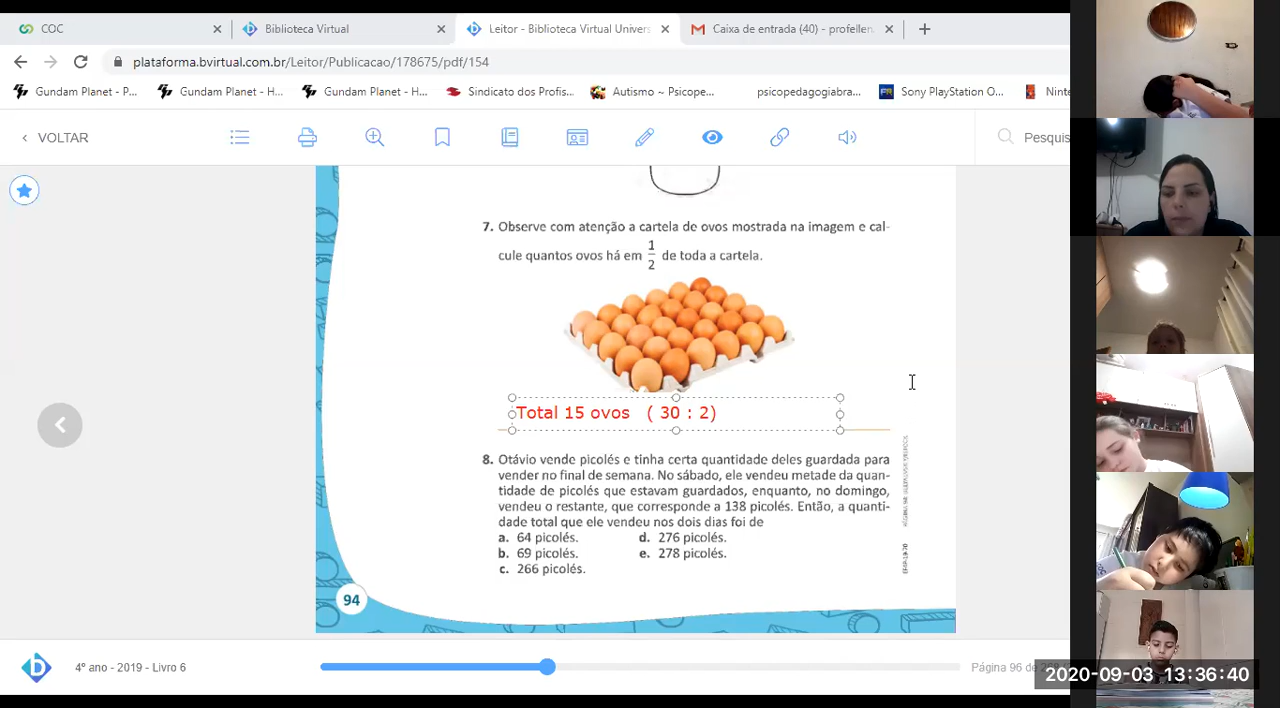 COC
Biblioteca Virtual
Leitor - Biblioteca Virtual Univers
Caixa de entrada (40) - profellen
plataforma.bvirtual.com.br/Leitor/Publicacao/178675/pdf/154
Gundam Planet - P...
Gundam Planet - H...
Gundam Planet - H...
Sindicato dos Profis...
Autismo ~ Psicope...
psicopedagogiabra...
Sony PlayStation O...
Ninte
VOLTAR
Pesquis
7. Observe com atenção a cartela de ovos mostrada na imagem e cal-
cule quantos ovos há em 1/2 de toda a cartela.
Total 15 ovos ( 30 : 2)
8. Otávio vende picolés e tinha certa quantidade deles guardada para
vender no final de semana. No sábado, ele vendeu metade da quan-
tidade de picolés que estavam guardados, enquanto, no domingo,
vendeu o restante, que corresponde a 138 picolés. Então, a quanti-
dade total que ele vendeu nos dois dias foi de
a. 64 picolés.
b. 69 picolés.
c. 266 picolés.
d. 276 picolés.
e. 278 picolés.
94
4º ano - 2019 - Livro 6
Página 96 de
2020-09-03 13:36:40